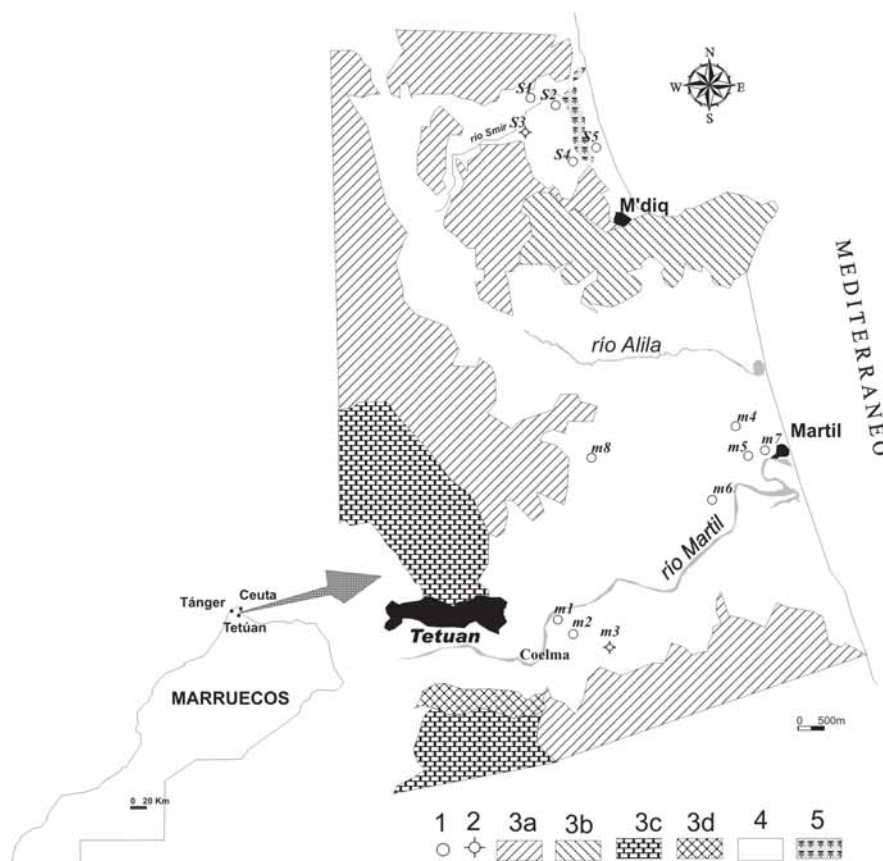 N
W E
S
S1
S2
S3
río Smir
S5
S4
M'diq
MEDITERRANEO
río Alila
m4
Martil
m7
m5
m8
m6
río Martil
Ceuta
Tánger
Tetúan
m1
Tetuan
m2
m3
Coelma
MARRUECOS
0 500m
0 20 Km
1 2 3a 3b 3c 3d 4 5